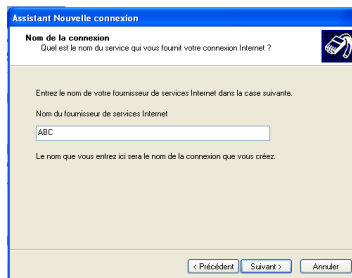 Assistant Nouvelle connexion
Nom de la connexion
Quel est le nom du service qui vous fournit votre connexion Internet ?
Entrez le nom de votre fournisseur de services Internet dans la case suivante.
Nom du fournisseur de services Internet
ABC
Le nom que vous entrez ici sera le nom de la connexion que vous créez.
< Précédent Suivant > Annuler